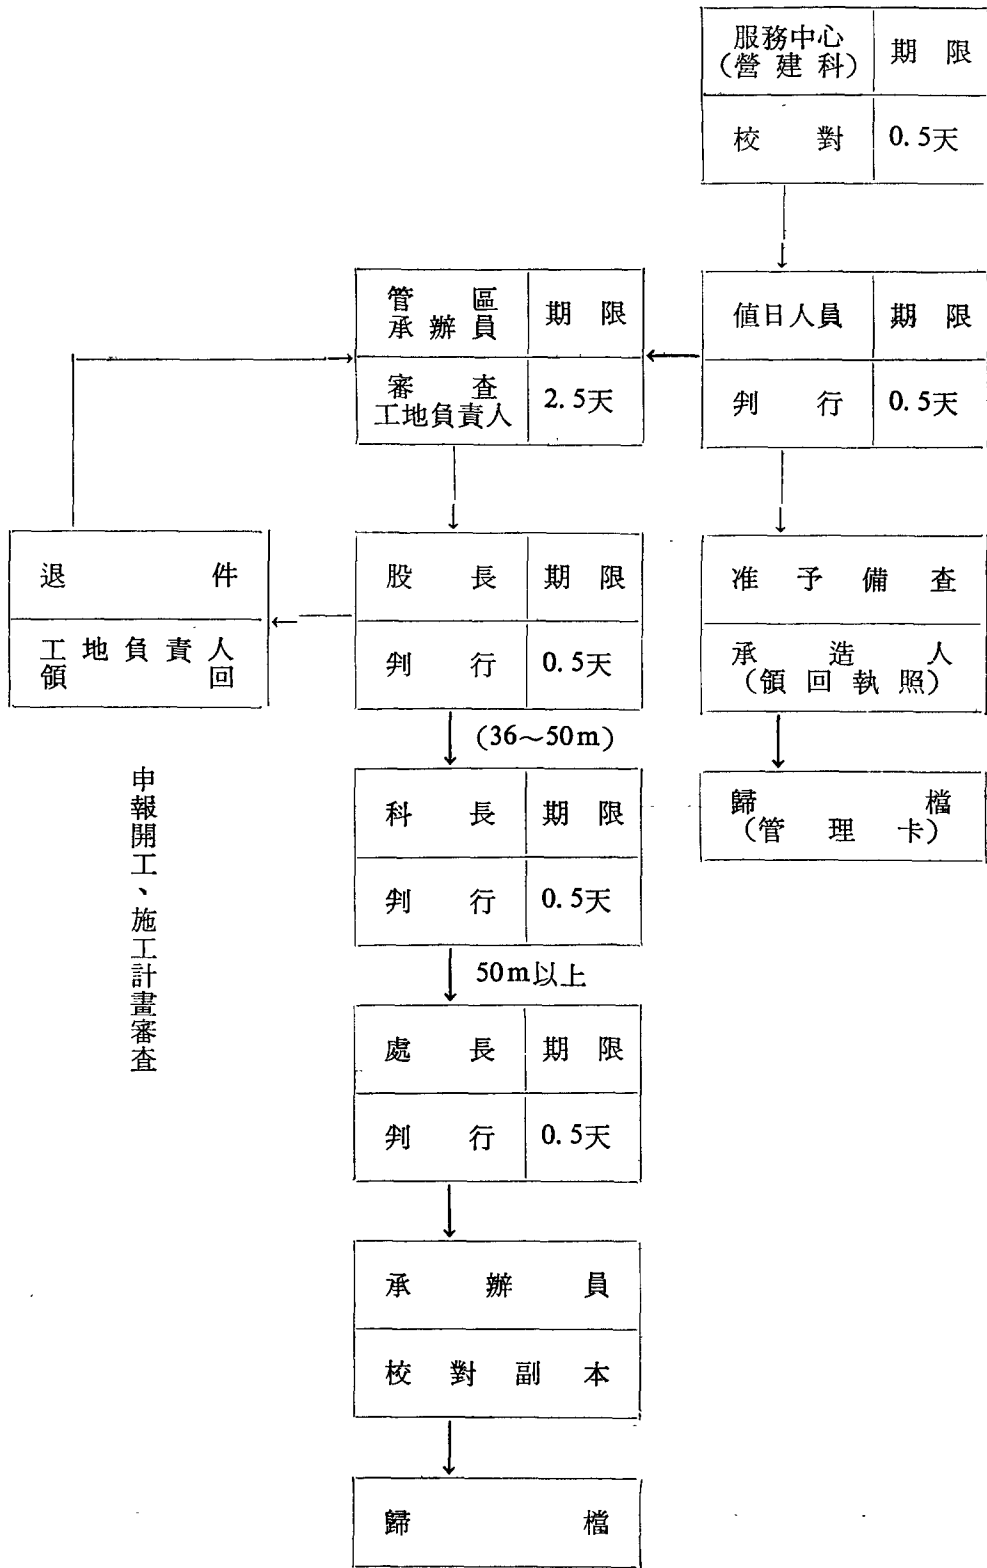 服務中心
(營建科)
期限
校對
0.5天
管區
承辦員
期限
審查
工地負責人
2.5天
值日人員
期限
判行
0.5天
退件
工地負責人
領回
股長
期限
判行
0.5天
准予備查
承造人
(領回執照)
(36～50m)
科長
期限
判行
0.5天
歸檔
(管理卡)
50m以上
處長
期限
判行
0.5天
承辦員
校對副本
歸檔
申報開工、施工計畫審查